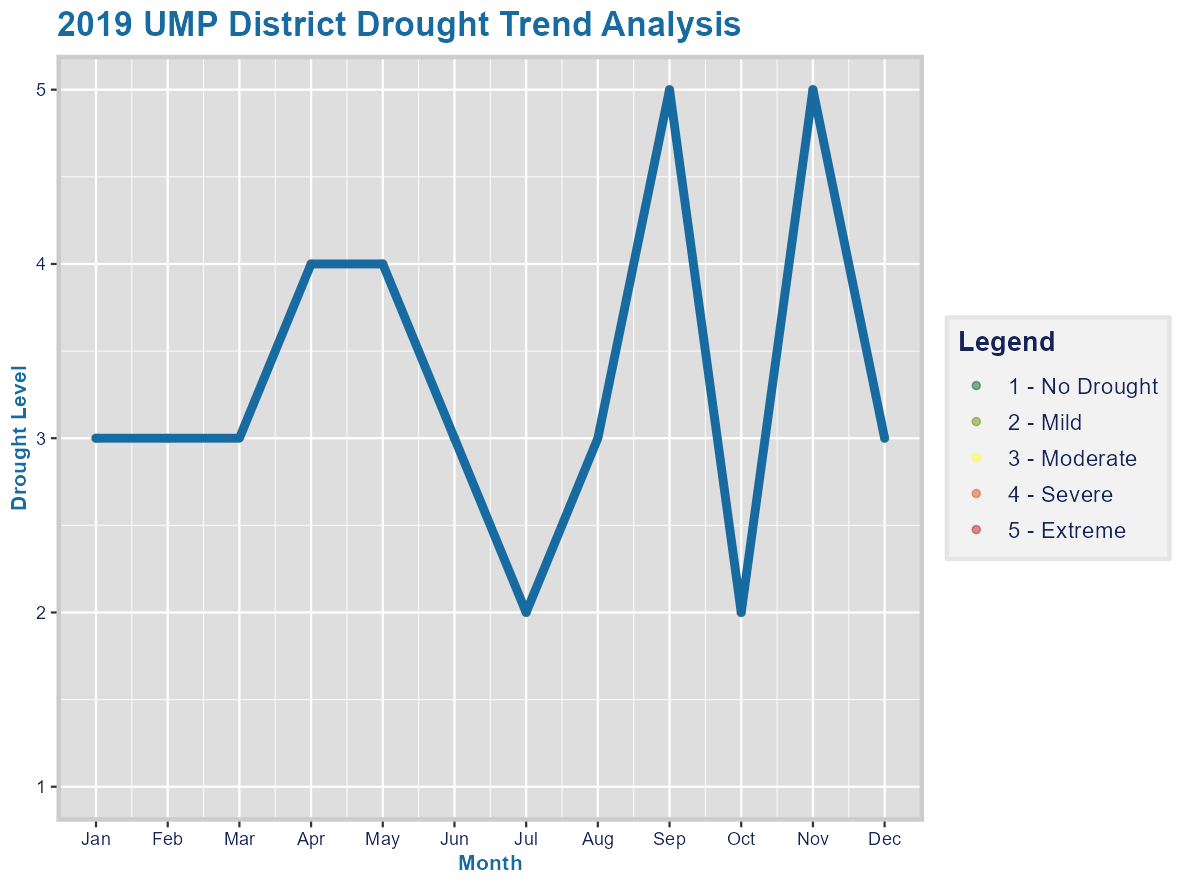 2019 UMP District Drought Trend Analysis
5
4
3
2
1
Drought Level
Jan Feb Mar Apr May Jun Jul Aug Sep Oct Nov Dec
Month
Legend
1 - No Drought
2 - Mild
3 - Moderate
4 - Severe
5 - Extreme